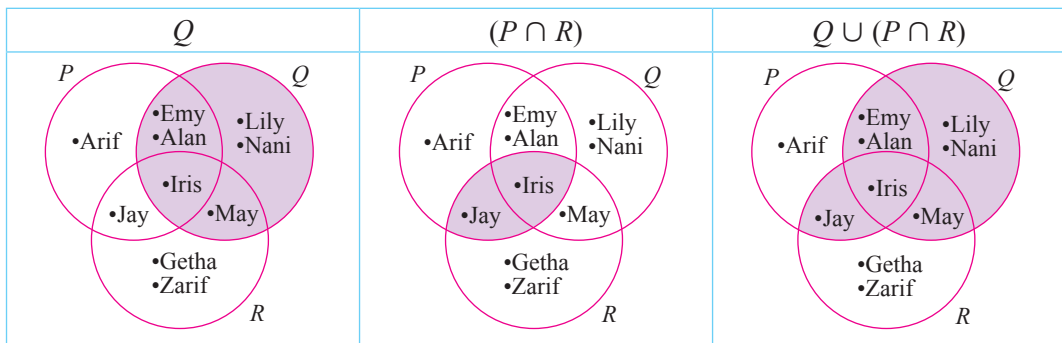 Q
(P ∩ R)
Q ∪ (P ∩ R)
P
Q
•Emy
•Alan
•Lily
•Nani
•Arif
•Iris
•Jay
•May
•Getha
•Zarif
R
P
Q
•Emy
•Alan
•Lily
•Nani
•Arif
•Iris
•Jay
•May
•Getha
•Zarif
R
P
Q
•Emy
•Alan
•Lily
•Nani
•Arif
•Iris
•Jay
•May
•Getha
•Zarif
R